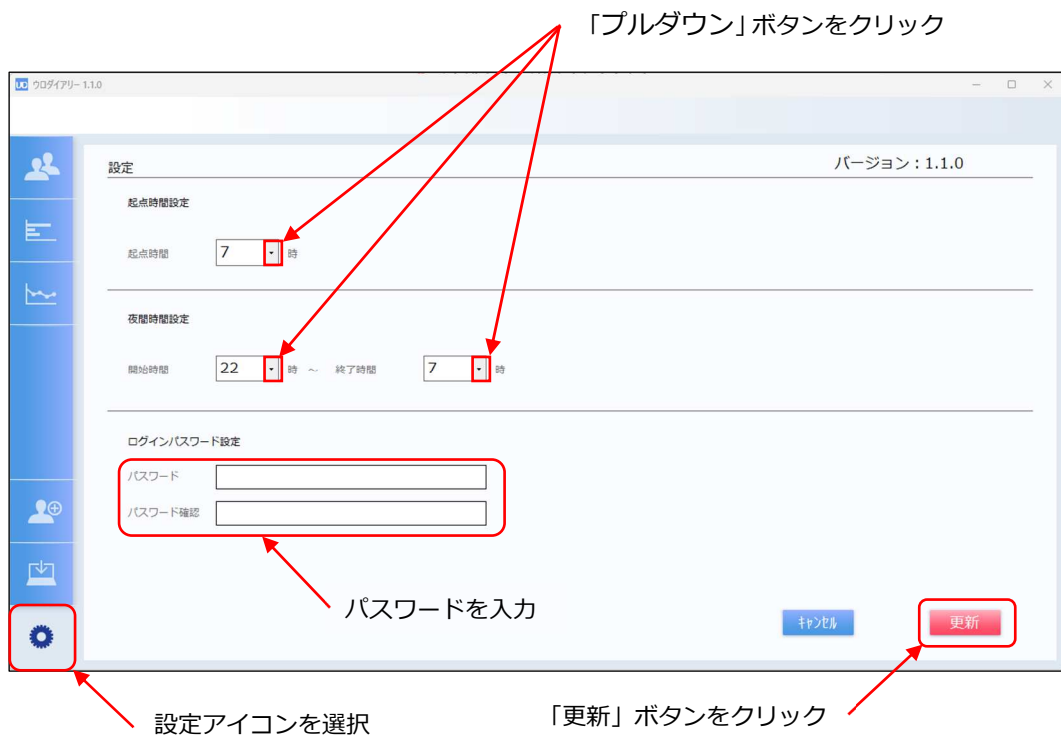 「プルダウン」ボタンをクリック
UD ウロダイアリー 1.1.0
設定
バージョン：1.1.0
起点時間設定
起点時間 7 時
夜間時間設定
開始時間 22 時 ～ 終了時間 7 時
ログインパスワード設定
パスワード
パスワード確認
パスワードを入力
ｷｬﾝｾﾙ 更新
設定アイコンを選択
「更新」ボタンをクリック